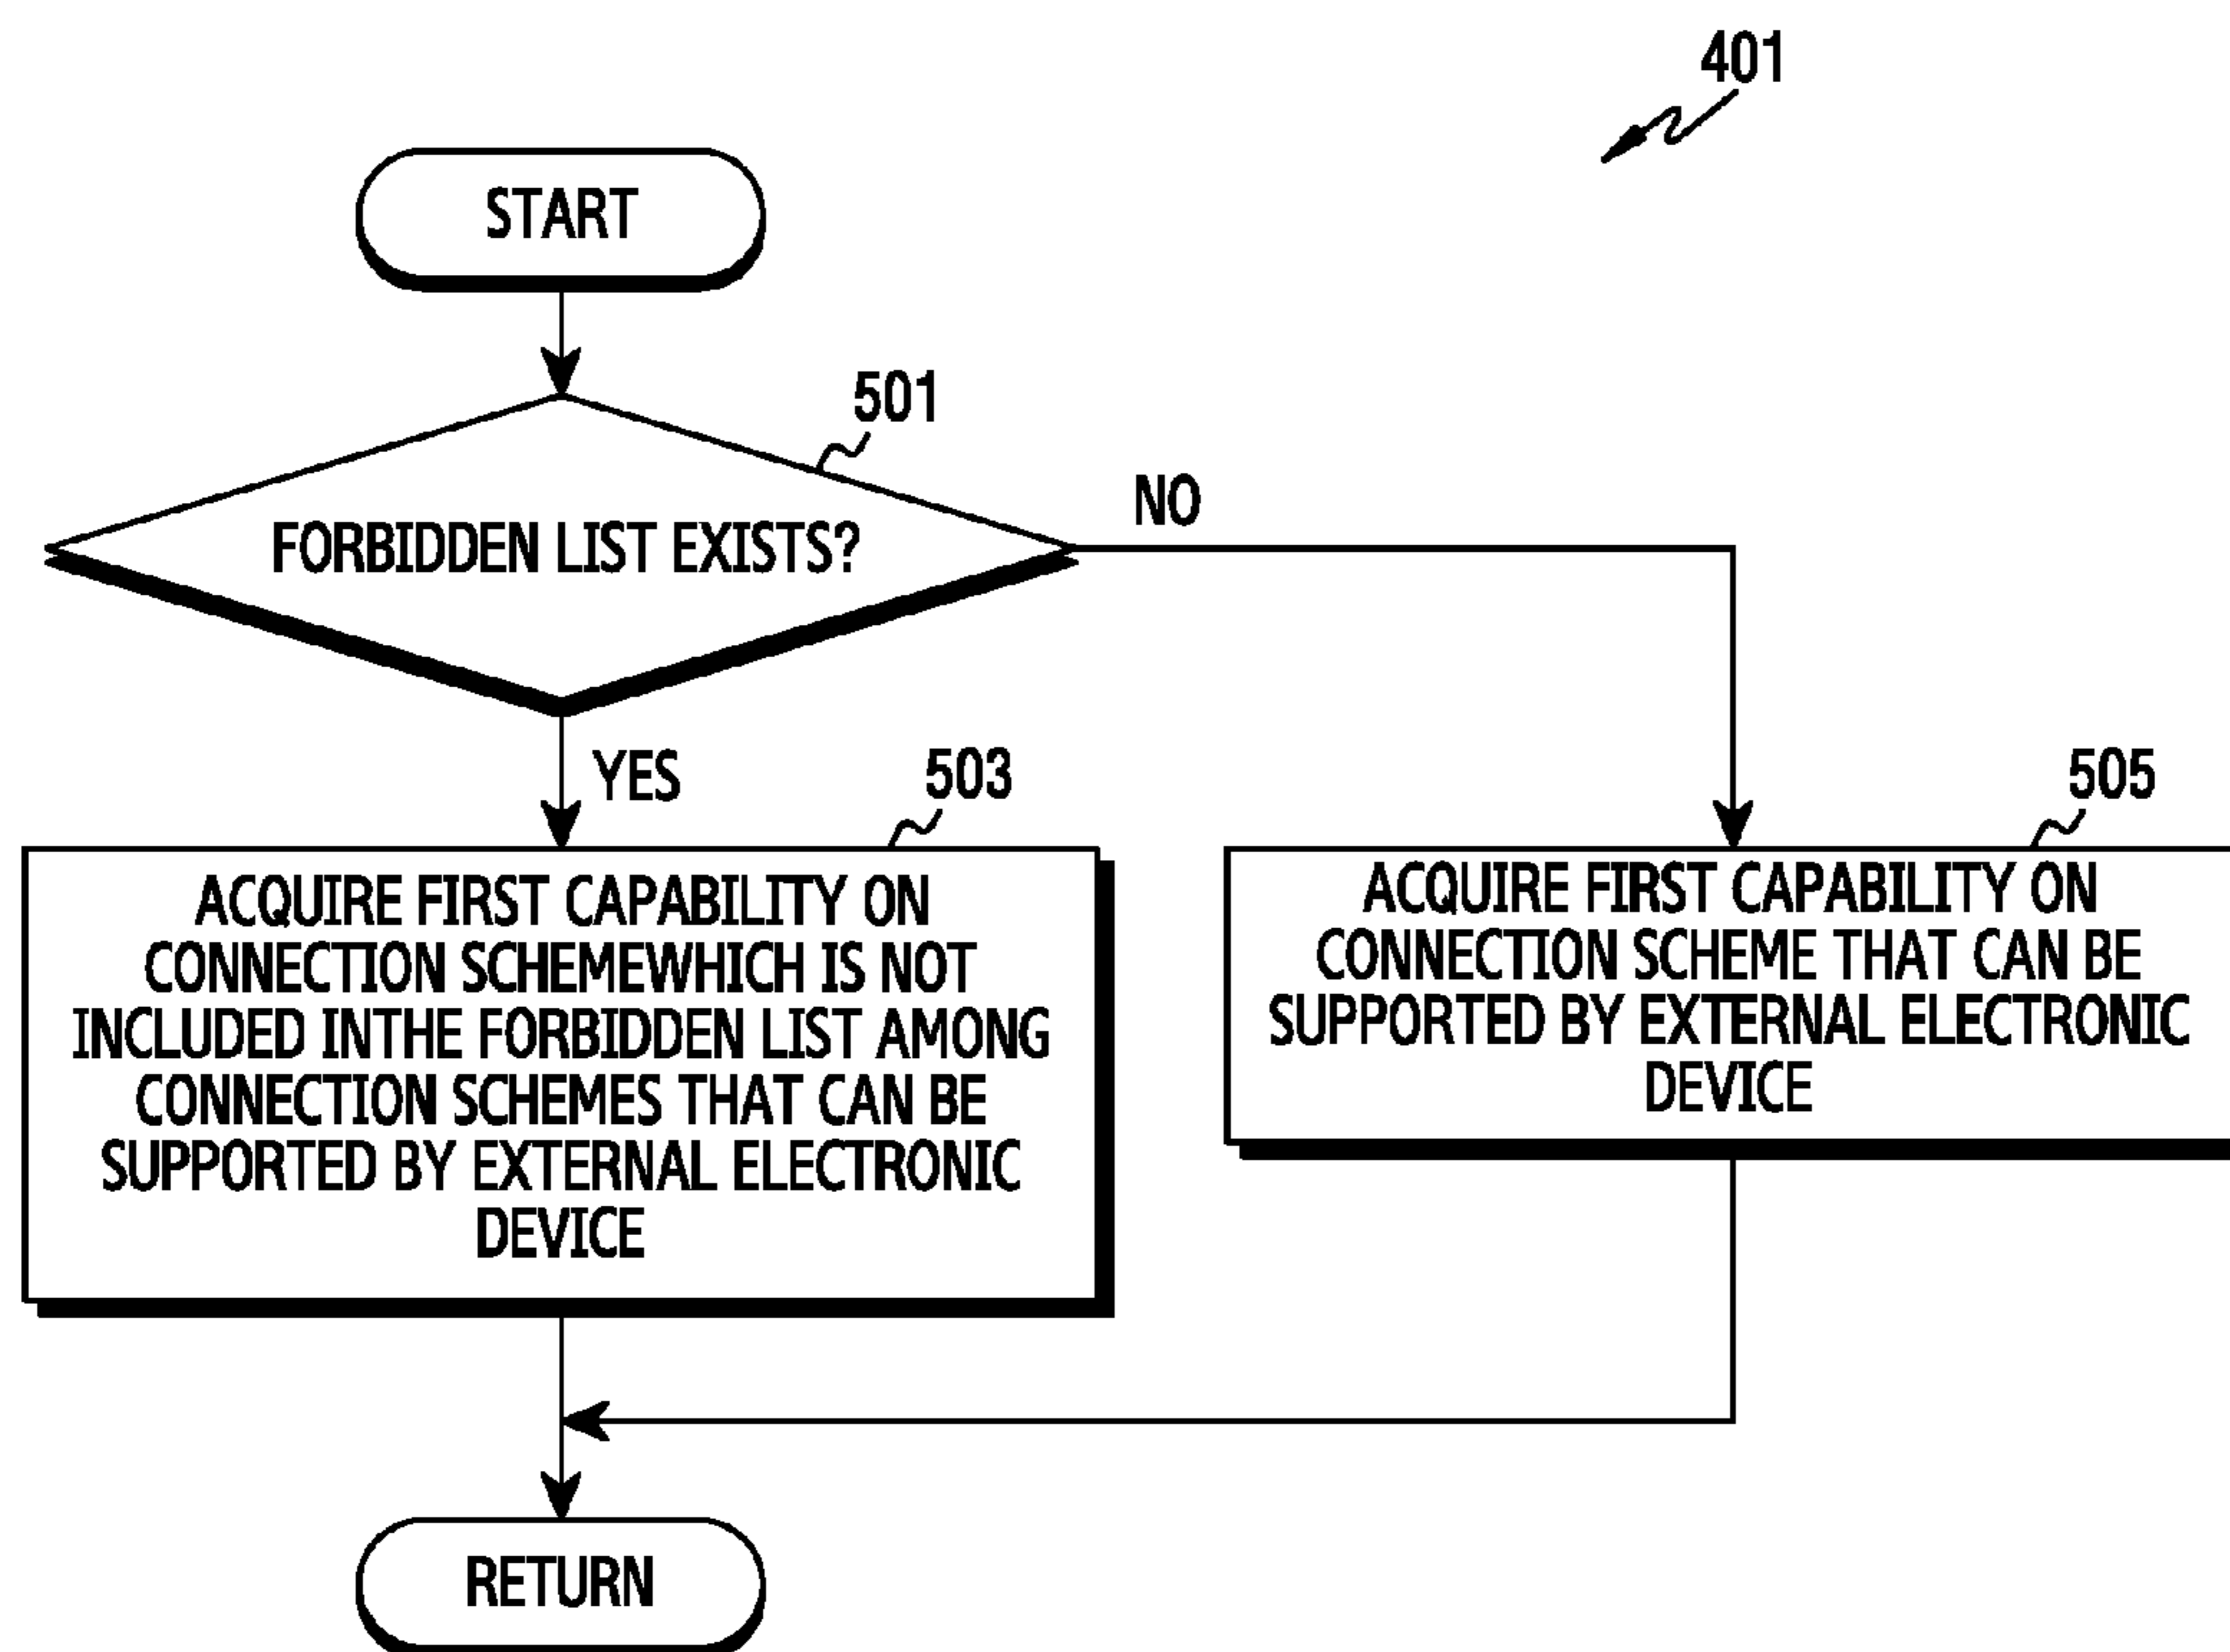 401
START
501
FORBIDDEN LIST EXISTS?
NO
YES
503
ACQUIRE FIRST CAPABILITY ON
CONNECTION SCHEMEWHICH IS NOT
INCLUDED INTHE FORBIDDEN LIST AMONG
CONNECTION SCHEMES THAT CAN BE
SUPPORTED BY EXTERNAL ELECTRONIC
DEVICE
505
ACQUIRE FIRST CAPABILITY ON
CONNECTION SCHEME THAT CAN BE
SUPPORTED BY EXTERNAL ELECTRONIC
DEVICE
RETURN